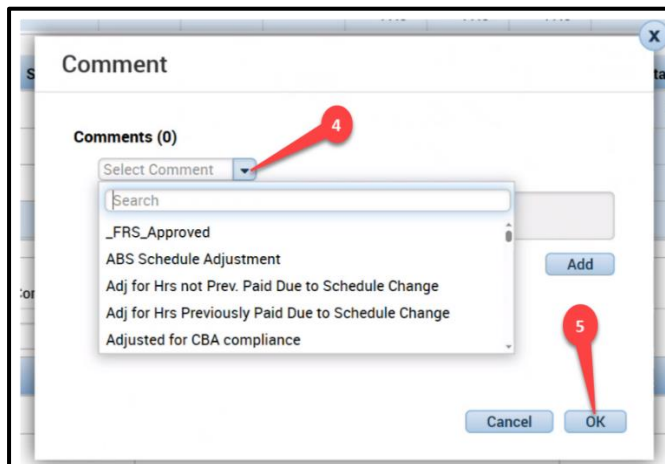 X
Comment
4
Comments (0)
Select Comment
Search
_FRS_Approved
ABS Schedule Adjustment
Adj for Hrs not Prev. Paid Due to Schedule Change
Adj for Hrs Previously Paid Due to Schedule Change
Adjusted for CBA compliance
Add
5
Cancel OK